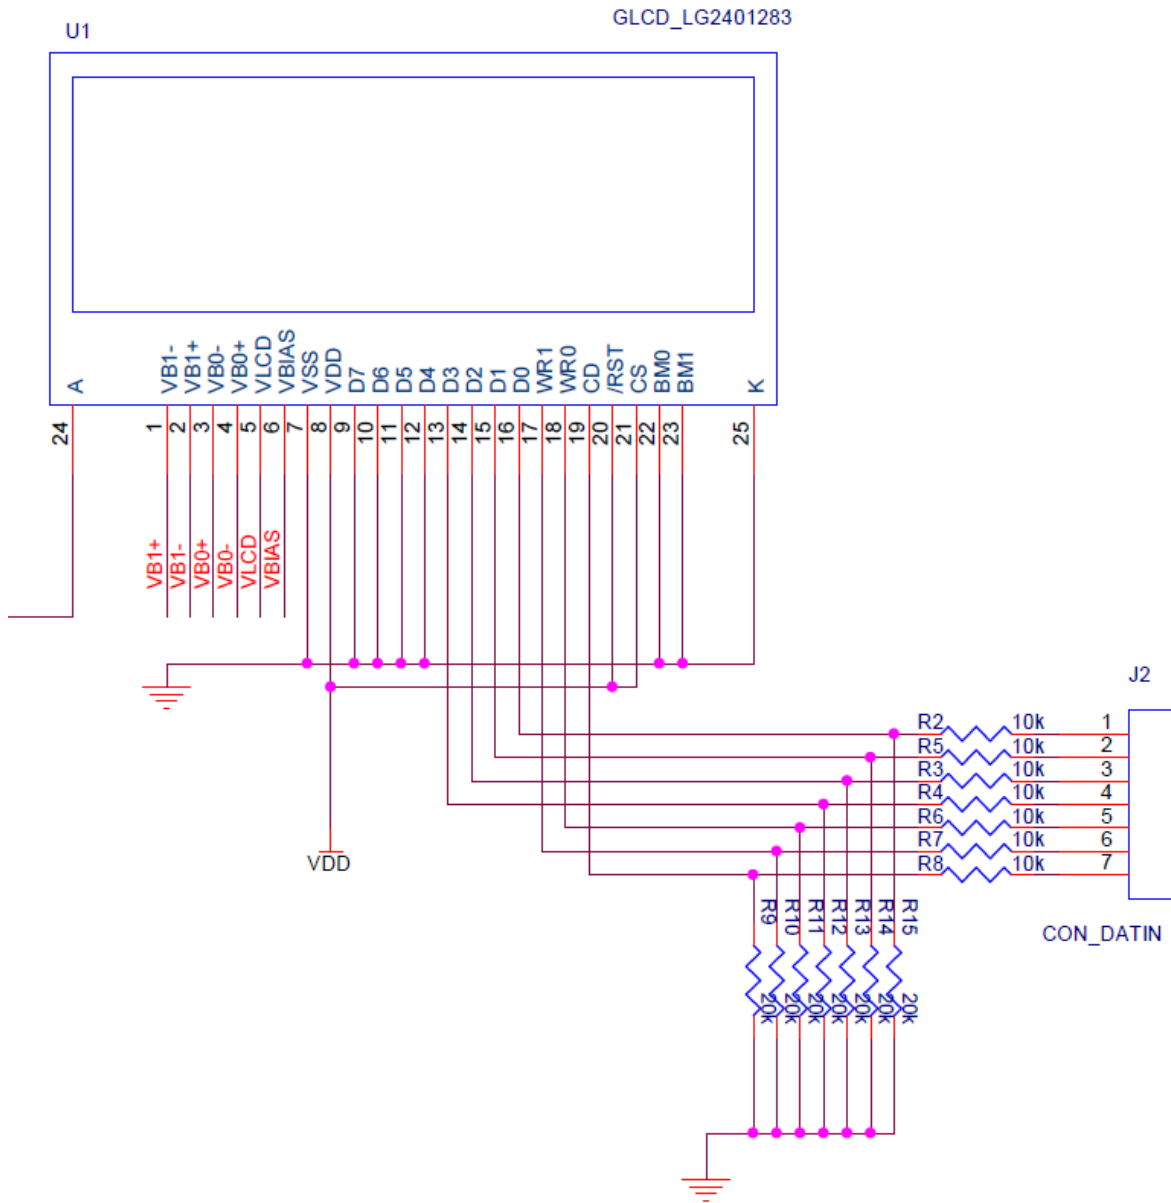 U1
GLCD_LG2401283
A
VB1-
VB1+
VB0-
VB0+
VLCD
VBIAS
VSS
VDD
D7
D6
D5
D4
D3
D2
D1
D0
WR1
WR0
CD
/RST
CS
BM0
BM1
K
24
1
2
3
4
5
6
7
8
9
10
11
12
13
14
15
16
17
18
19
20
21
22
23
25
VB1+
VB1-
VB0+
VB0-
VLCD
VBIAS
VDD
J2
R2 10k 1
R5 10k 2
R3 10k 3
R4 10k 4
R6 10k 5
R7 10k 6
R8 10k 7
CON_DATIN
R9
R10
R11
R12
R13
R14
R15
20k
20k
20k
20k
20k
20k
20k